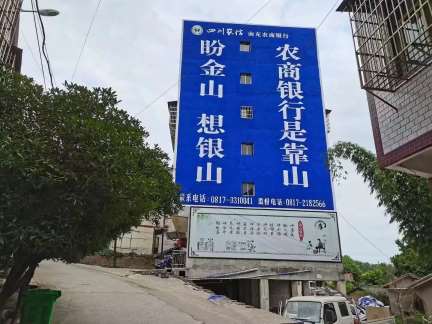 四川农信 南充农商银行
盼金山 想银山
农商银行是靠山
联系电话:0817-3310041 监督电话:0817-2182566